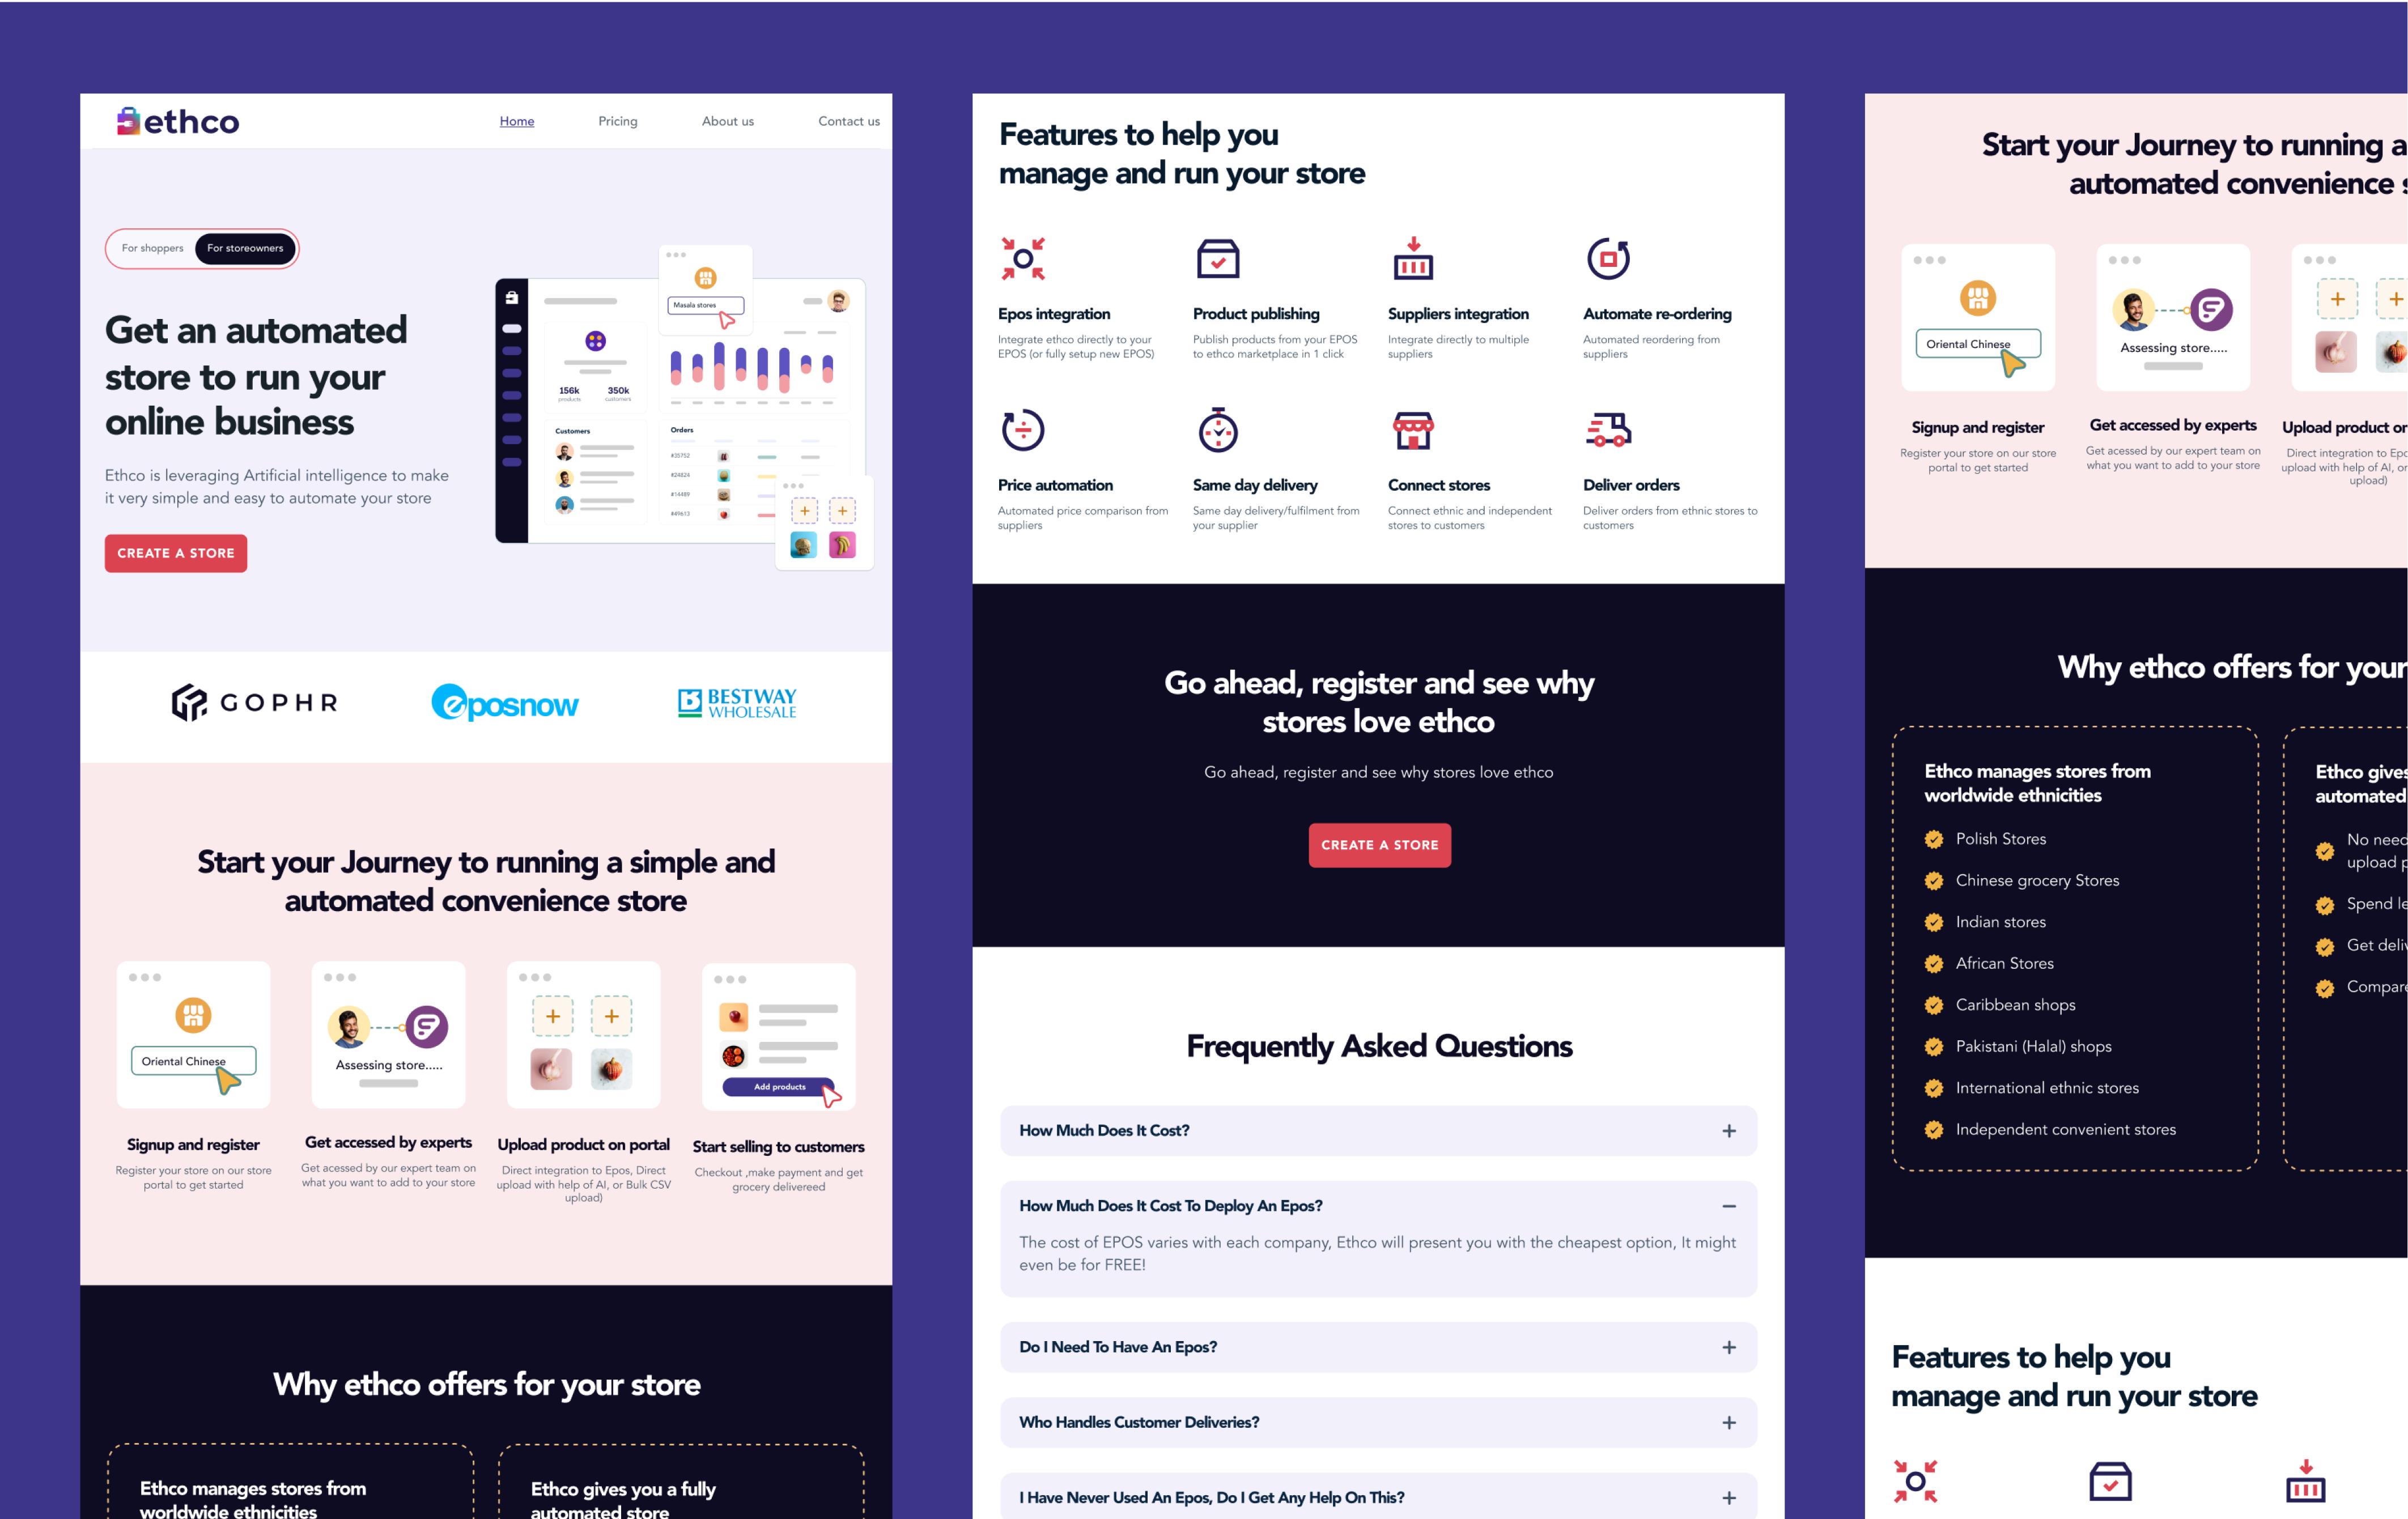 ethco
Home
Pricing
About us
Contact us
For shoppers
For storeowners
Get an automated
store to run your
online business
Ethco is leveraging Artificial intelligence to make
it very simple and easy to automate your store
CREATE A STORE
Masala stores
156k
products
350k
customers
Customers
Orders
#35752
#24624
#14489
#49613
GOPHR
eposnow
BESTWAY
WHOLESALE
Start your Journey to running a simple and
automated convenience store
Oriental Chinese
Signup and register
Register your store on our store
portal to get started
Assessing store.....
Get accessed by experts
Get acessed by our expert team on
what you want to add to your store
Upload product on portal
Direct integration to Epos, Direct
upload with help of AI, or Bulk CSV
upload)
Add products
Start selling to customers
Checkout ,make payment and get
grocery delivereed
Why ethco offers for your store
Ethco manages stores from
worldwide ethnicities
Ethco gives you a fully
automated store
Features to help you
manage and run your store
Epos integration
Integrate ethco directly to your
EPOS (or fully setup new EPOS)
Product publishing
Publish products from your EPOS
to ethco marketplace in 1 click
Suppliers integration
Integrate directly to multiple
suppliers
Automate re-ordering
Automated reordering from
suppliers
Price automation
Automated price comparison from
suppliers
Same day delivery
Same day delivery/fulfilment from
your supplier
Connect stores
Connect ethnic and independent
stores to customers
Deliver orders
Deliver orders from ethnic stores to
customers
Go ahead, register and see why
stores love ethco
Go ahead, register and see why stores love ethco
CREATE A STORE
Frequently Asked Questions
How Much Does It Cost?
How Much Does It Cost To Deploy An Epos?
The cost of EPOS varies with each company, Ethco will present you with the cheapest option, It might
even be for FREE!
Do I Need To Have An Epos?
Who Handles Customer Deliveries?
I Have Never Used An Epos, Do I Get Any Help On This?
Start your Journey to running a
automated convenience
Oriental Chinese
Signup and register
Register your store on our store
portal to get started
Assessing store.....
Get accessed by experts
Get acessed by our expert team on
what you want to add to your store
Upload product on
Direct integration to Epo
upload with help of AI, or
upload)
Why ethco offers for your
Ethco manages stores from
worldwide ethnicities
Polish Stores
Chinese grocery Stores
Indian stores
African Stores
Caribbean shops
Pakistani (Halal) shops
International ethnic stores
Independent convenient stores
Ethco gives
automated
No need
upload p
Spend le
Get deliv
Compare
Features to help you
manage and run your store